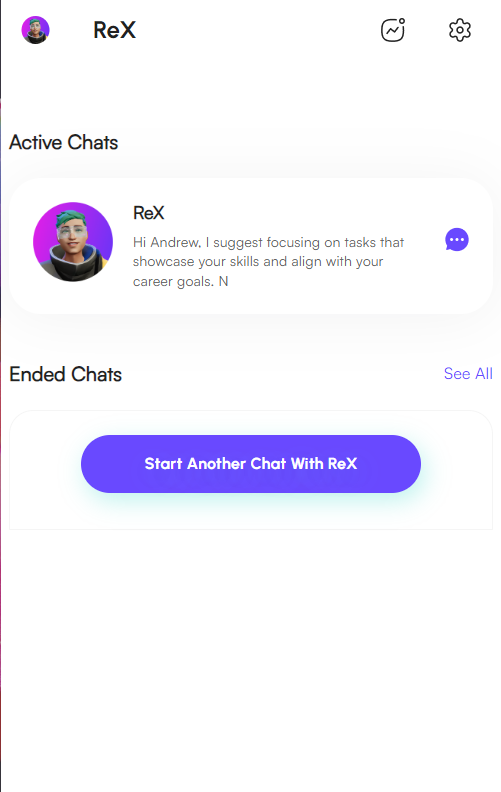 ReX
Active Chats
ReX
Hi Andrew, I suggest focusing on tasks that
showcase your skills and align with your
career goals. N
Ended Chats
See All
Start Another Chat With ReX